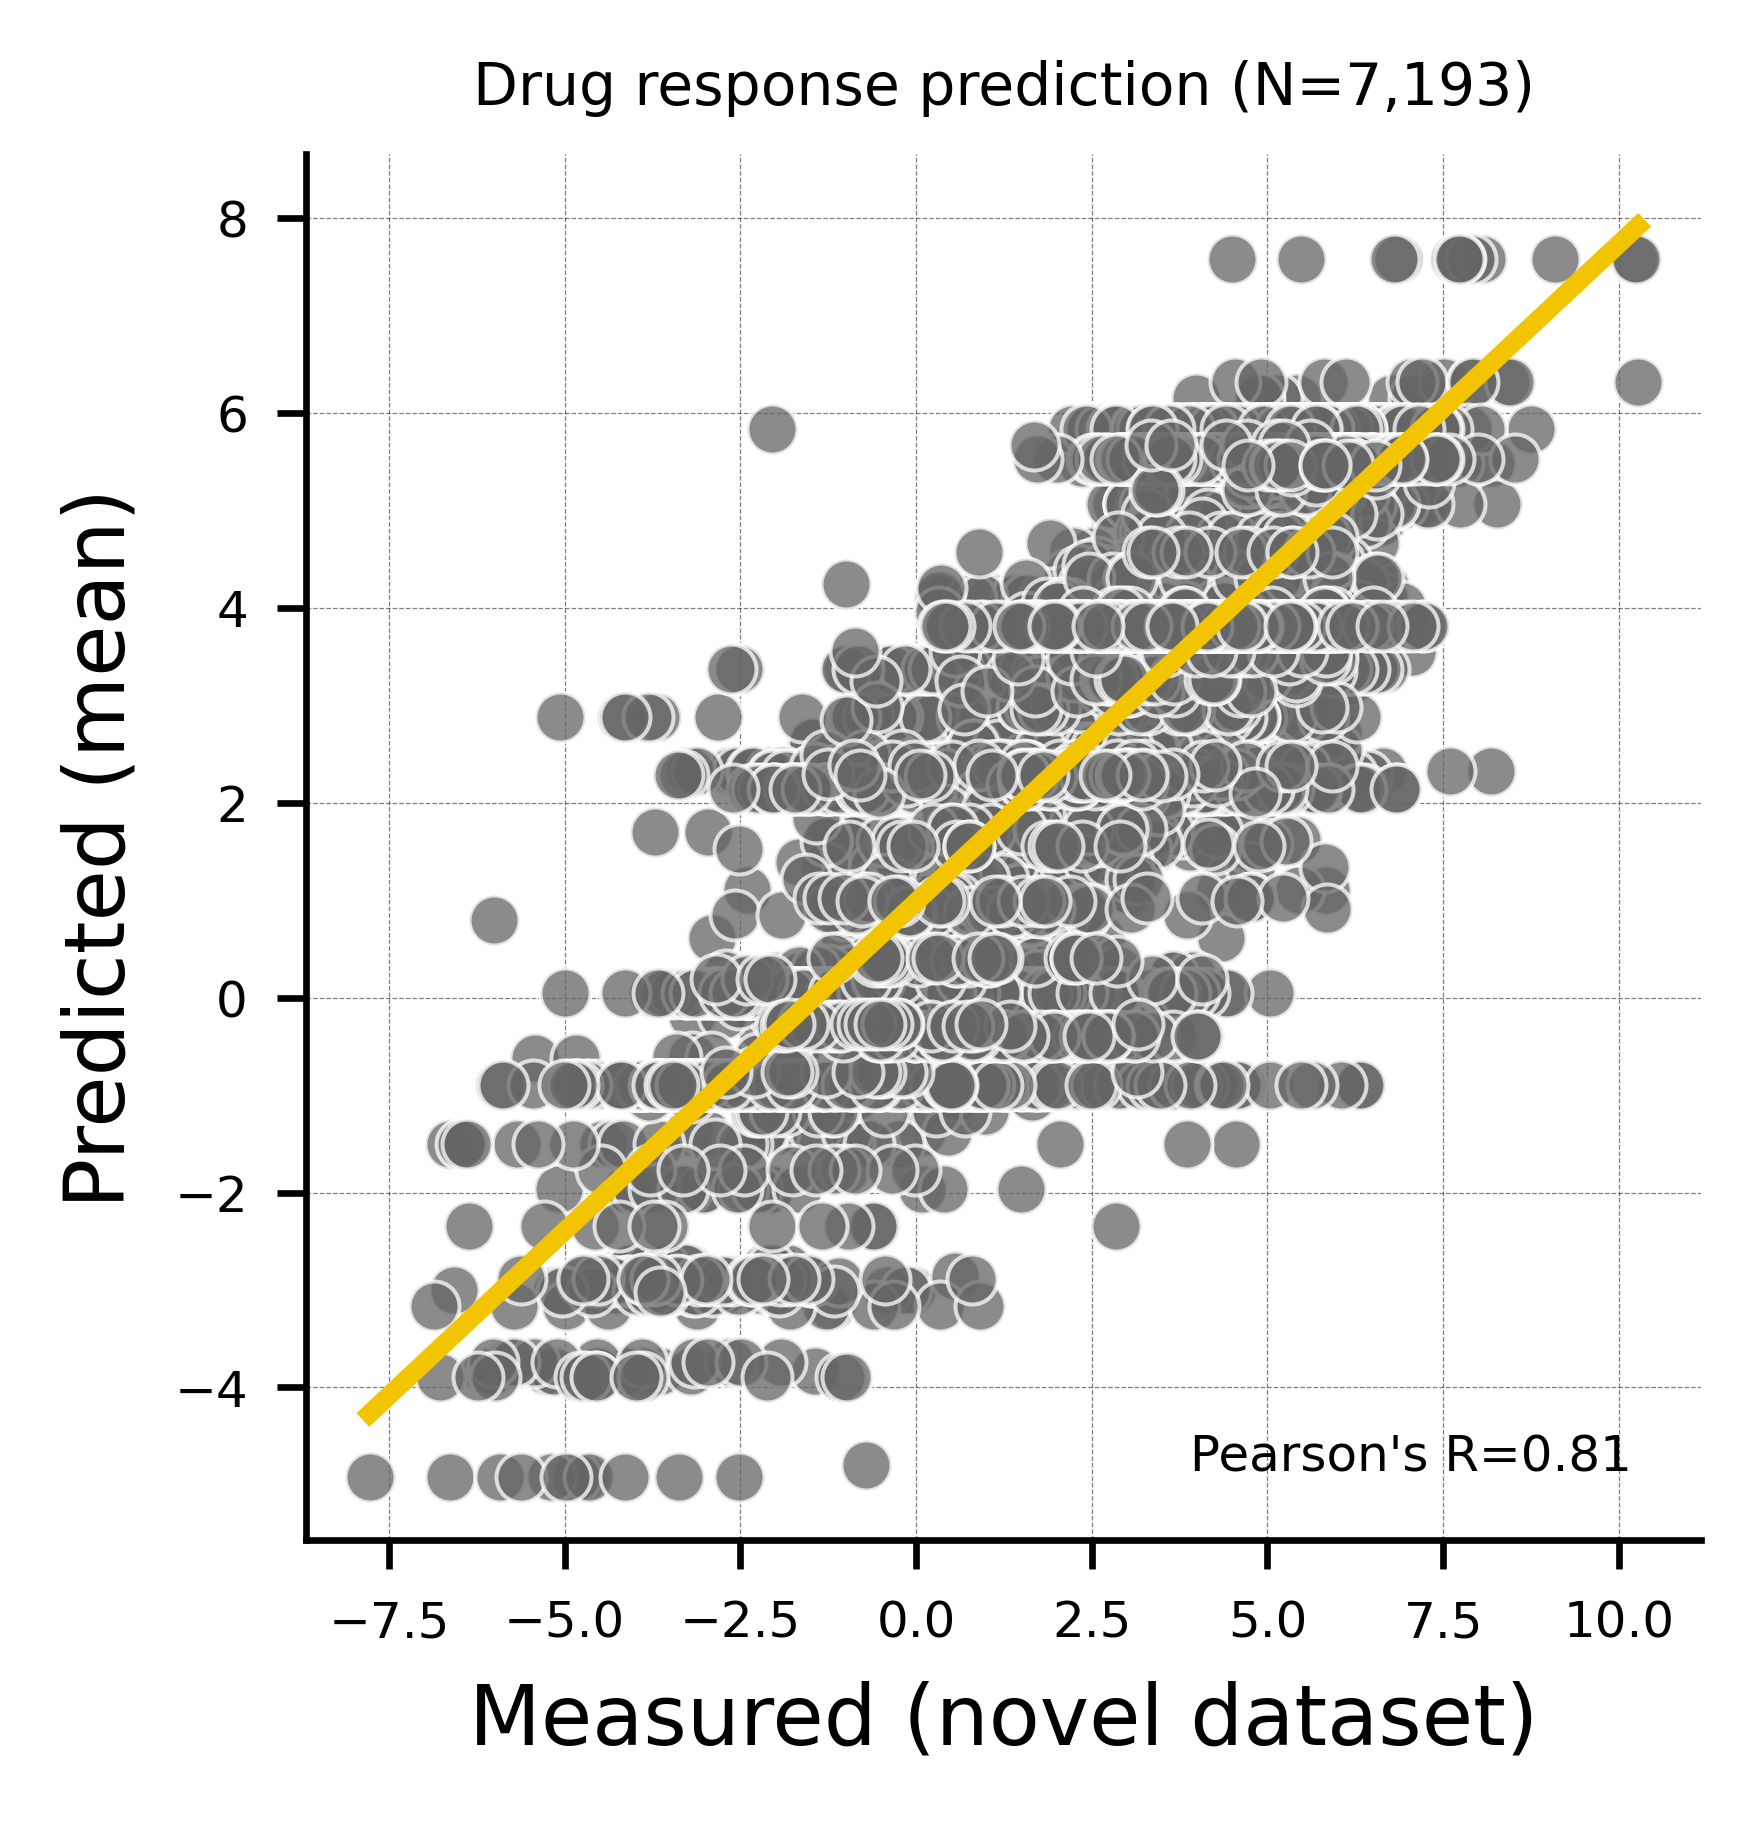 Drug response prediction (N=7,193)
8
6
4
2
0
−2
−4
Predicted (mean)
Pearson's R=0.81
−7.5 −5.0 −2.5 0.0 2.5 5.0 7.5 10.0
Measured (novel dataset)